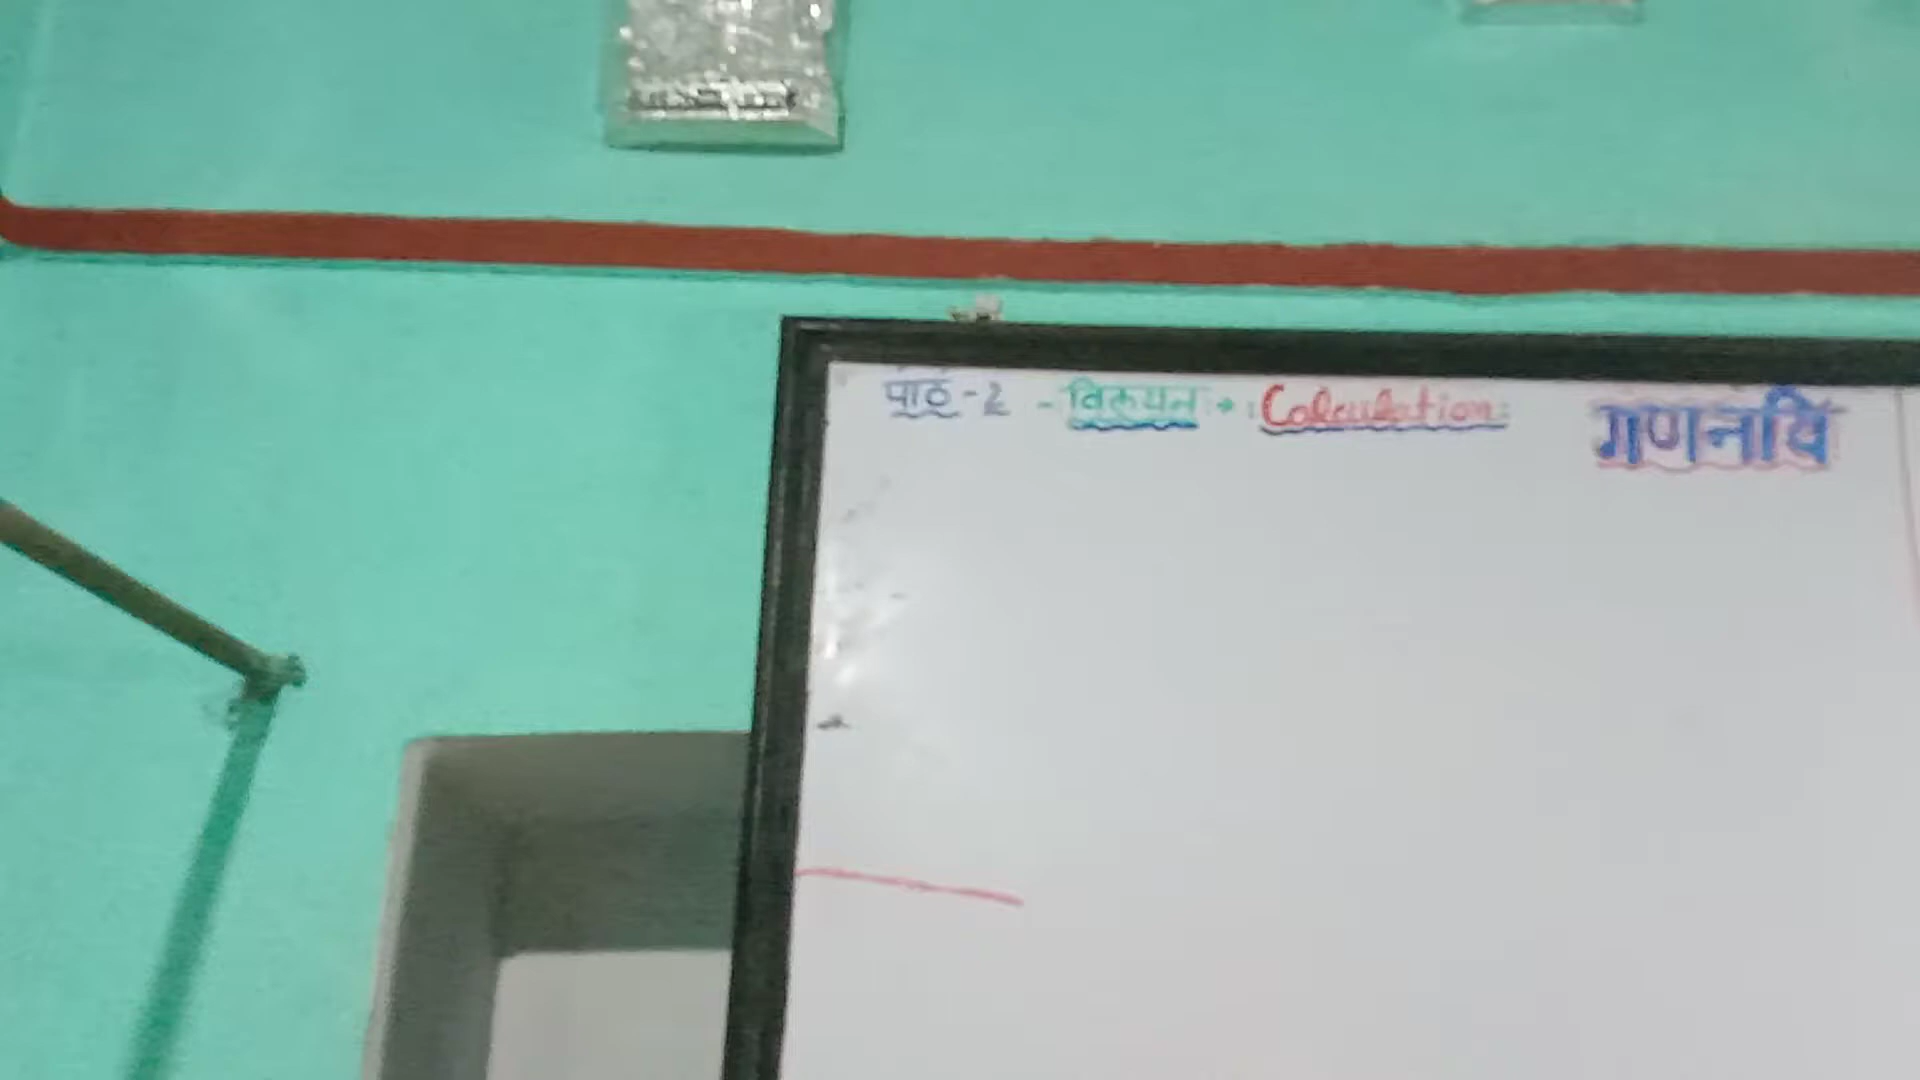 पाठ-2 - विलयन → : Calculation: गणनायें